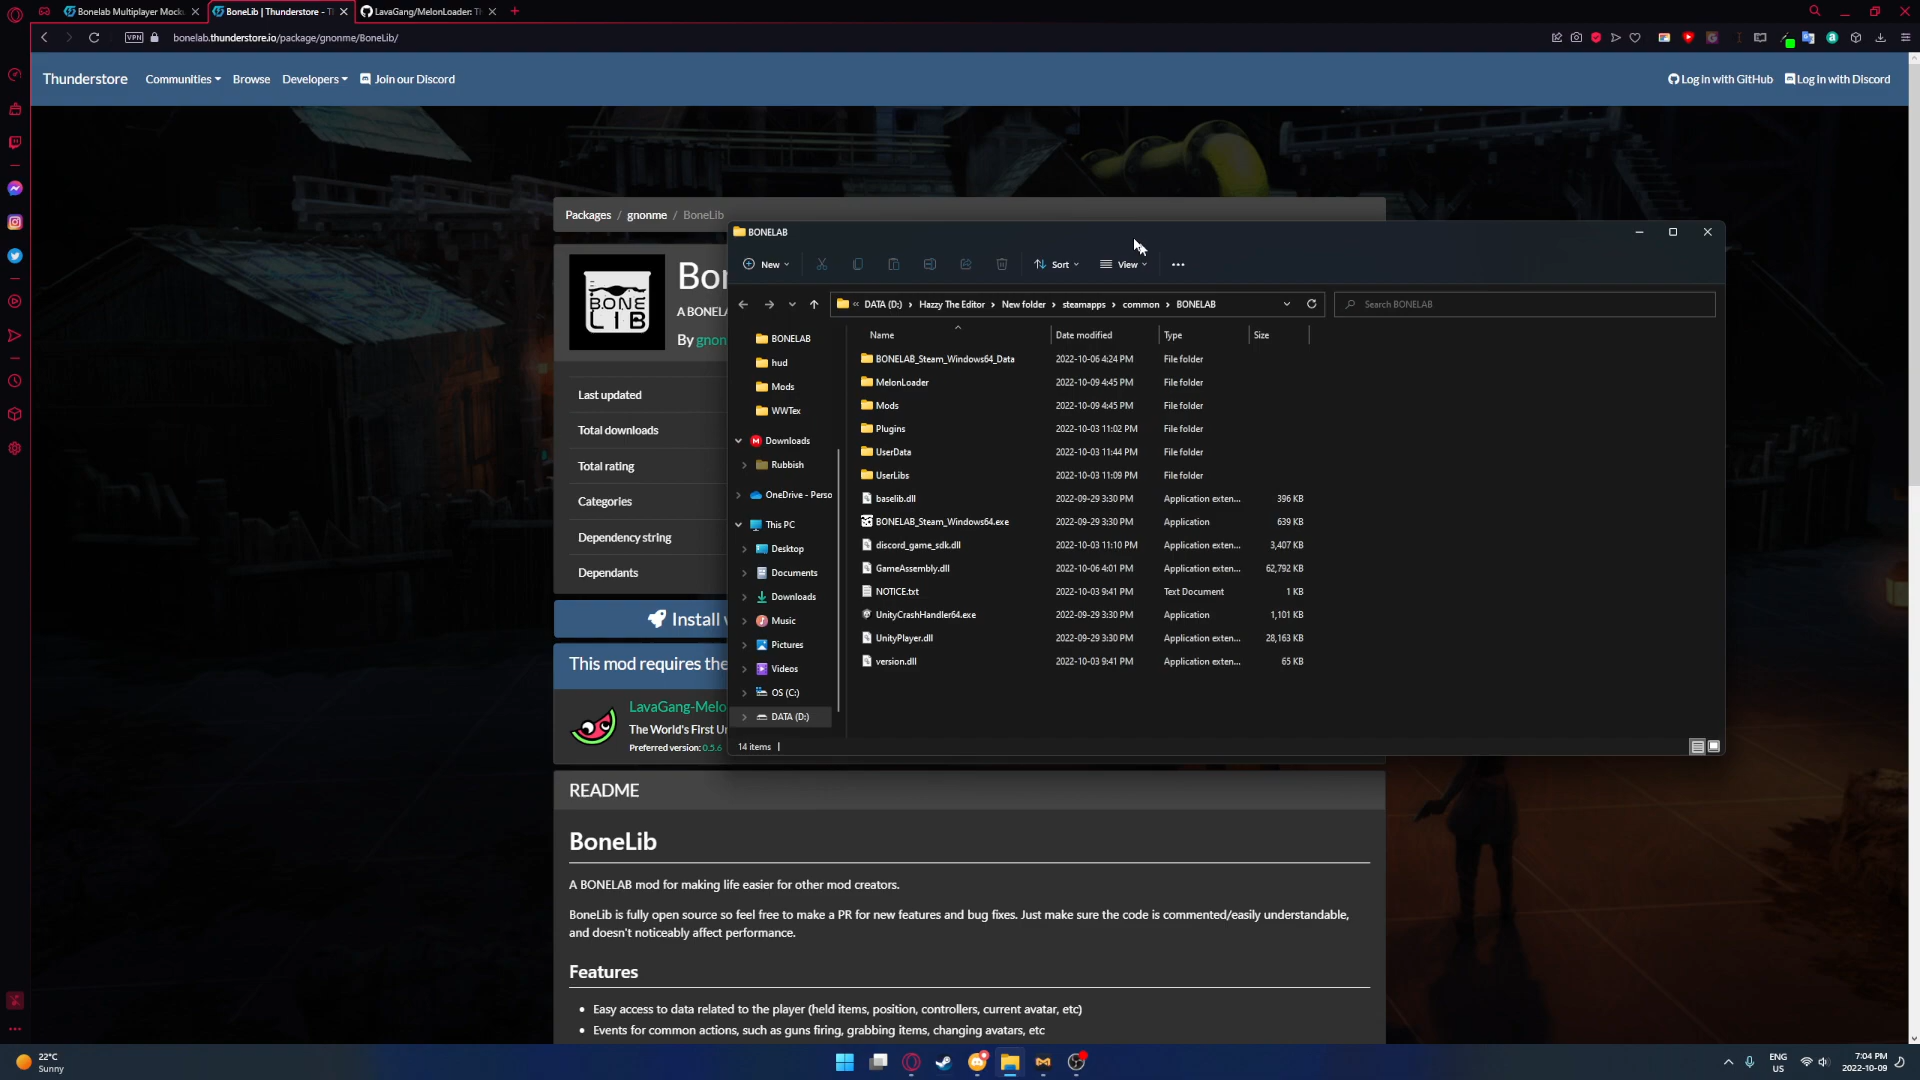 Bonelab Multiplayer Mocku
BoneLib | Thunderstore - Th
LavaGang/MelonLoader: Th
VPN
bonelab.thunderstore.io/package/gnonme/BoneLib/
Thunderstore
Communities
Browse
Developers
Join our Discord
Log in with GitHub
Log in with Discord
Packages / gnonme / BoneLib
BONE
LIB
A BONELA
By gnon
Last updated
Total downloads
Total rating
Categories
Dependency string
Dependants
Install
This mod requires the
LavaGang-Melo
The World's First Un
Preferred version: 0.5.6
README
BoneLib
A BONELAB mod for making life easier for other mod creators.
BoneLib is fully open source so feel free to make a PR for new features and bug fixes. Just make sure the code is commented/easily understandable,
and doesn't noticeably affect performance.
Features
• Easy access to data related to the player (held items, position, controllers, current avatar, etc)
• Events for common actions, such as guns firing, grabbing items, changing avatars, etc
BONELAB
New
Sort
View
« DATA (D:) › Hazzy The Editor › New folder › steamapps › common › BONELAB
Search BONELAB
BONELAB
hud
Mods
WWTex
Downloads
Rubbish
OneDrive - Perso
This PC
Desktop
Documents
Downloads
Music
Pictures
Videos
OS (C:)
DATA (D:)
Name Date modified Type Size
BONELAB_Steam_Windows64_Data 2022-10-06 4:24 PM File folder
MelonLoader 2022-10-09 4:45 PM File folder
Mods 2022-10-09 4:45 PM File folder
Plugins 2022-10-03 11:02 PM File folder
UserData 2022-10-03 11:44 PM File folder
UserLibs 2022-10-03 11:09 PM File folder
baselib.dll 2022-09-29 3:30 PM Application exten... 396 KB
BONELAB_Steam_Windows64.exe 2022-09-29 3:30 PM Application 639 KB
discord_game_sdk.dll 2022-10-03 11:10 PM Application exten... 3,407 KB
GameAssembly.dll 2022-10-06 4:01 PM Application exten... 62,792 KB
NOTICE.txt 2022-10-03 9:41 PM Text Document 1 KB
UnityCrashHandler64.exe 2022-09-29 3:30 PM Application 1,101 KB
UnityPlayer.dll 2022-09-29 3:30 PM Application exten... 28,163 KB
version.dll 2022-10-03 9:41 PM Application exten... 65 KB
14 items
22°C
Sunny
ENG
US
7:04 PM
2022-10-09